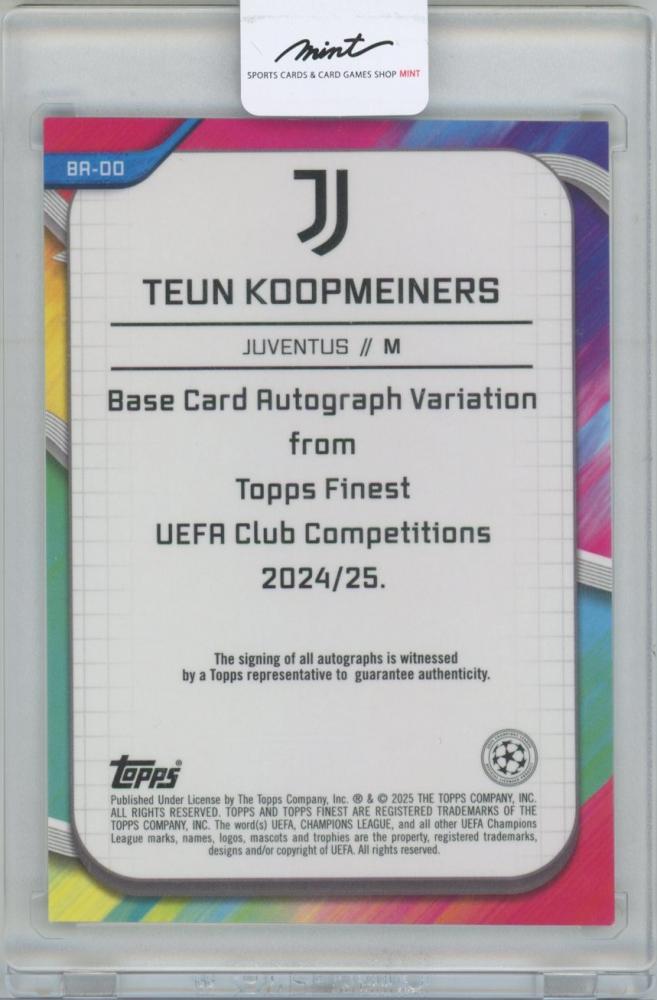 mint
SPORTS CARDS & CARD GAMES SHOP MINT
BA-DO
TEUN KOOPMEINERS
JUVENTUS // M
Base Card Autograph Variation
from
Topps Finest
UEFA Club Competitions
2024/25.
The signing of all autographs is witnessed
by a Topps representative to guarantee authenticity.
topps®
Published Under License by The Topps Company, Inc. ® & © 2025 THE TOPPS COMPANY, INC.
ALL RIGHTS RESERVED. TOPPS AND TOPPS FINEST ARE REGISTERED TRADEMARKS OF THE
TOPPS COMPANY, INC. The word(s) UEFA, CHAMPIONS LEAGUE, and all other UEFA Champions
League marks, names, logos, mascots and trophies are the property, registered trademarks,
designs and/or copyright of UEFA. All rights reserved.